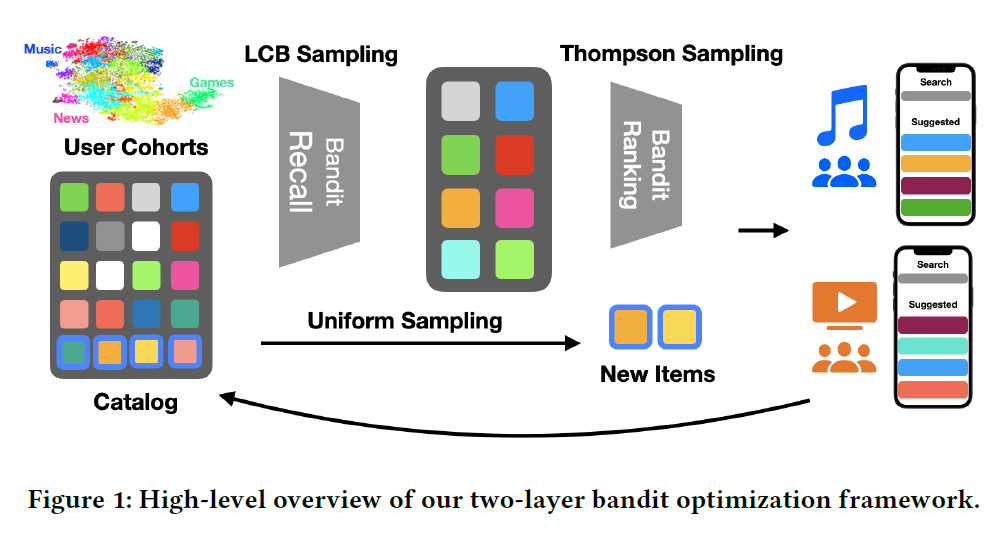 Music
Games
News
User Cohorts
Catalog
LCB Sampling
Bandit
Recall
Uniform Sampling
Thompson Sampling
Bandit
Ranking
New Items
Search
Suggested
Search
Suggested
Figure 1: High-level overview of our two-layer bandit optimization framework.